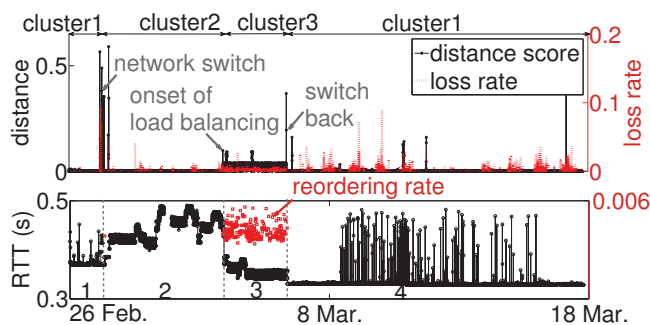 cluster1 cluster2 cluster3 cluster1
0.5
0
distance
network switch
onset of
load balancing
switch
back
distance score
loss rate
0.2
0.1
0
loss rate
reordering rate
0.5
0.3
RTT (s)
0.006
1 2 3 4
26 Feb. 8 Mar. 18 Mar.